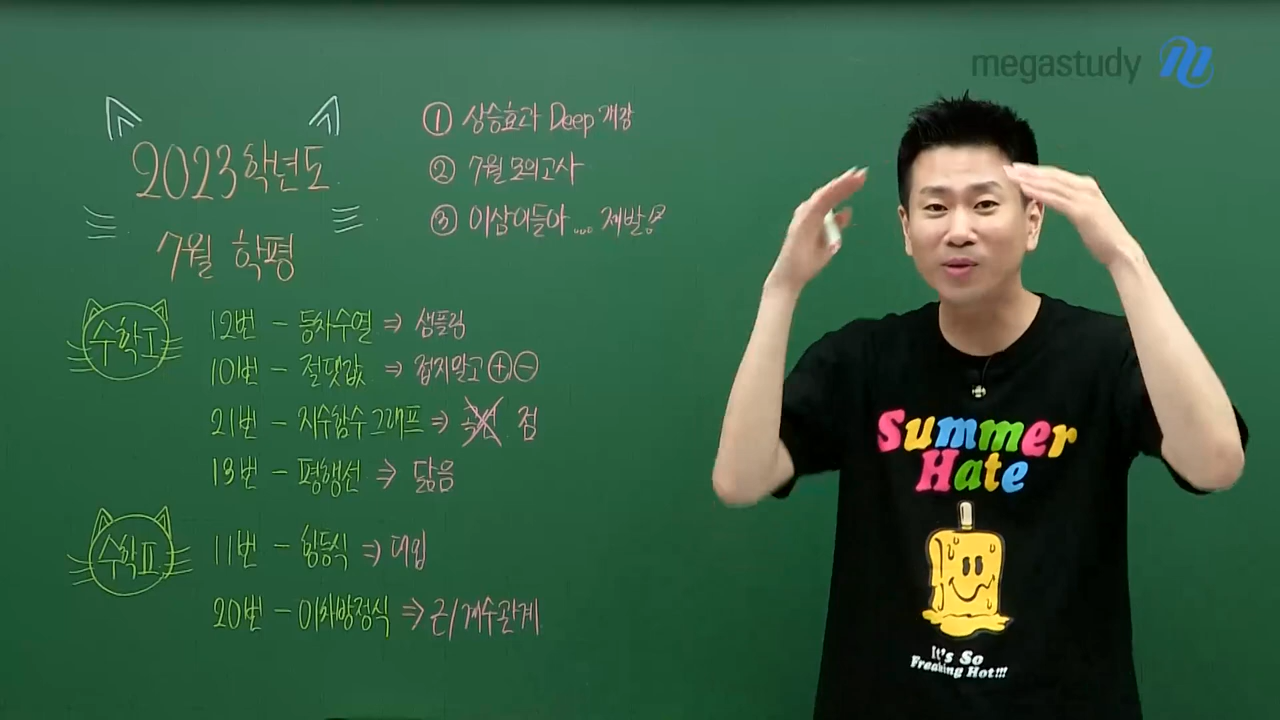 megastudy
2023학년도
7월 학평
① 상승효과 Deep 개강
② 7월 모의고사
③ 이삼이들아 ... 제발!
수학I
12번 - 등차수열 ⇒ 샘플링
10번 - 절댓값 ⇒ 접지말고 ⊕⊖
21번 - 지수함수 그래프 ⇒ 점
13번 - 평행선 ⇒ 닮음
수학II
11번 - 항등식 ⇒ 대입
20번 - 이차방정식 ⇒ 근/계수관계
Summer
Hate
It's So
Freaking Hot!!!